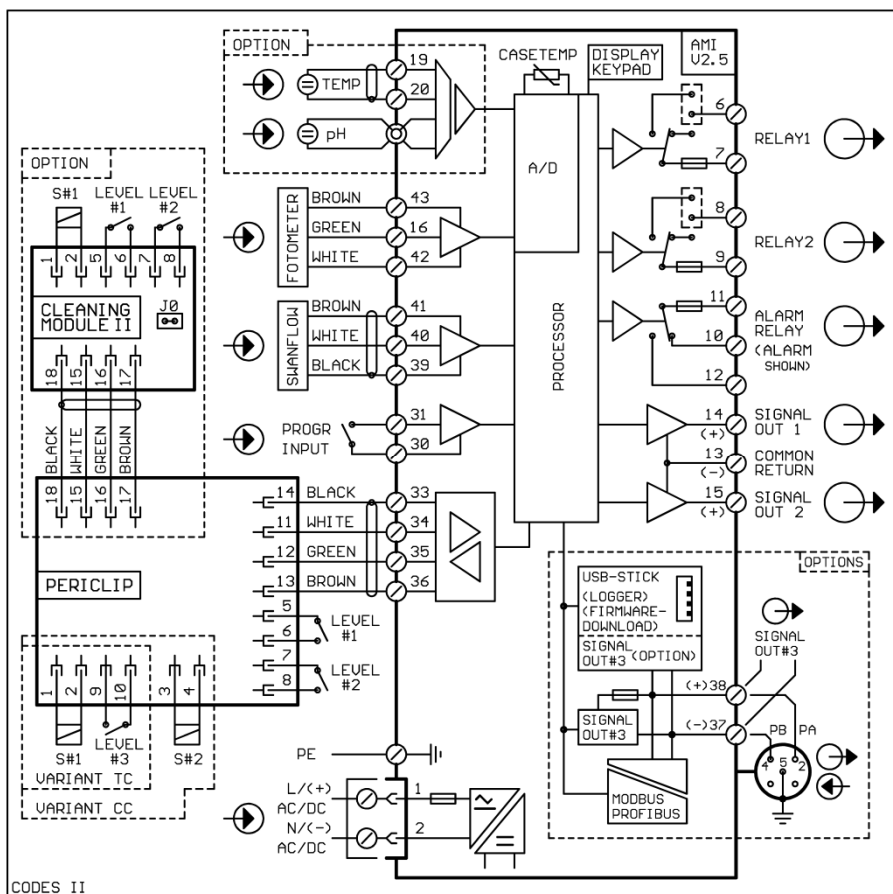 OPTION
19
TEMP
20
pH
CASETEMP
DISPLAY
KEYPAD
AMI
V2.5
A/D
PROCESSOR
6
RELAY1
7
8
RELAY2
9
11
ALARM
RELAY
10
(ALARM
SHOWN)
12
14
(+)
SIGNAL
OUT 1
13
(-)
COMMON
RETURN
15
(+)
SIGNAL
OUT 2
FOTOMETER
BROWN 43
GREEN 16
WHITE 42
SWANFLOW
BROWN 41
WHITE 40
BLACK 39
PROGR
INPUT
31
30
OPTION
S#1
LEVEL
#1
LEVEL
#2
1 2 5 6 7 8
CLEANING
MODULE II
J0
18 15 16 17
BLACK
WHITE
GREEN
BROWN
18 15 16 17
PERICLIP
14 BLACK 33
11 WHITE 34
12 GREEN 35
13 BROWN 36
5
6
LEVEL
#1
7
8
LEVEL
#2
1 2 9 10 3 4
S#1
LEVEL
#3
S#2
VARIANT TC
VARIANT CC
PE
L/(+)
AC/DC
1
N/(-)
AC/DC
2
OPTIONS
USB-STICK
(LOGGER)
(FIRMWARE-
DOWNLOAD)
SIGNAL
OUT#3 (OPTION)
SIGNAL
OUT#3
(+)38
SIGNAL
OUT#3
(-)37
PB PA
4 5 2
MODBUS
PROFIBUS
CODES II